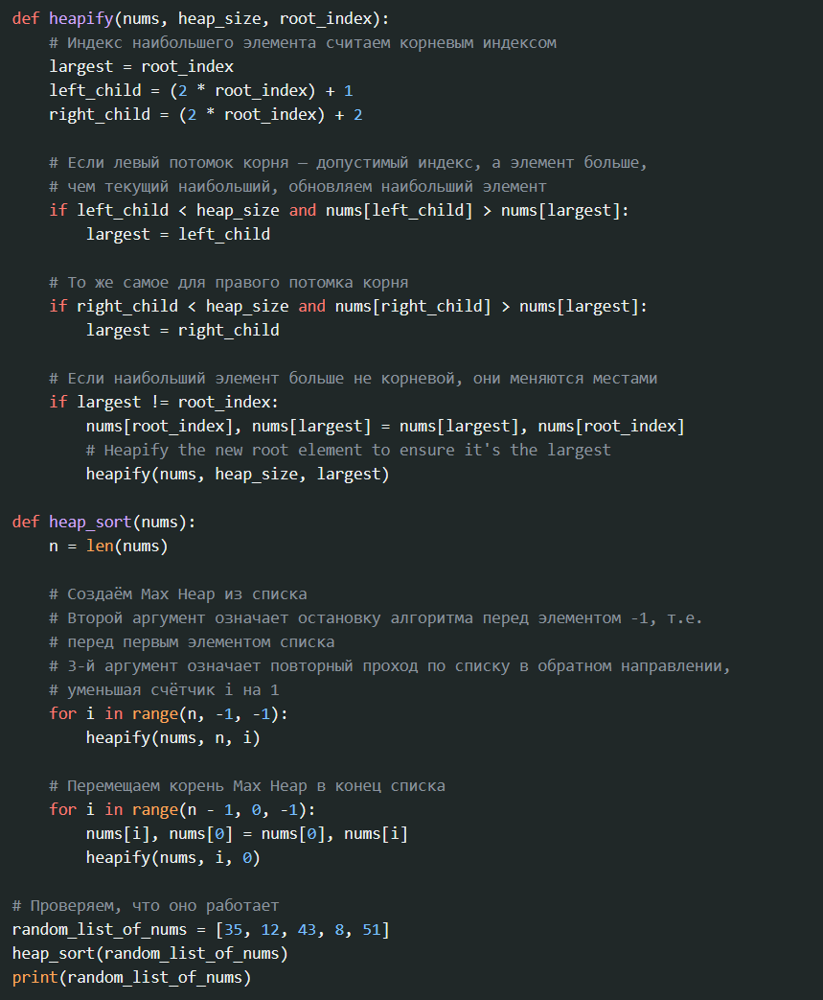 def heapify(nums, heap_size, root_index):
    # Индекс наибольшего элемента считаем корневым индексом
    largest = root_index
    left_child = (2 * root_index) + 1
    right_child = (2 * root_index) + 2

    # Если левый потомок корня — допустимый индекс, а элемент больше,
    # чем текущий наибольший, обновляем наибольший элемент
    if left_child < heap_size and nums[left_child] > nums[largest]:
        largest = left_child

    # То же самое для правого потомка корня
    if right_child < heap_size and nums[right_child] > nums[largest]:
        largest = right_child

    # Если наибольший элемент больше не корневой, они меняются местами
    if largest != root_index:
        nums[root_index], nums[largest] = nums[largest], nums[root_index]
        # Heapify the new root element to ensure it's the largest
        heapify(nums, heap_size, largest)

def heap_sort(nums):
    n = len(nums)

    # Создаём Max Heap из списка
    # Второй аргумент означает остановку алгоритма перед элементом -1, т.е.
    # перед первым элементом списка
    # 3-й аргумент означает повторный проход по списку в обратном направлении,
    # уменьшая счётчик i на 1
    for i in range(n, -1, -1):
        heapify(nums, n, i)

    # Перемещаем корень Max Heap в конец списка
    for i in range(n - 1, 0, -1):
        nums[i], nums[0] = nums[0], nums[i]
        heapify(nums, i, 0)

# Проверяем, что оно работает
random_list_of_nums = [35, 12, 43, 8, 51]
heap_sort(random_list_of_nums)
print(random_list_of_nums)